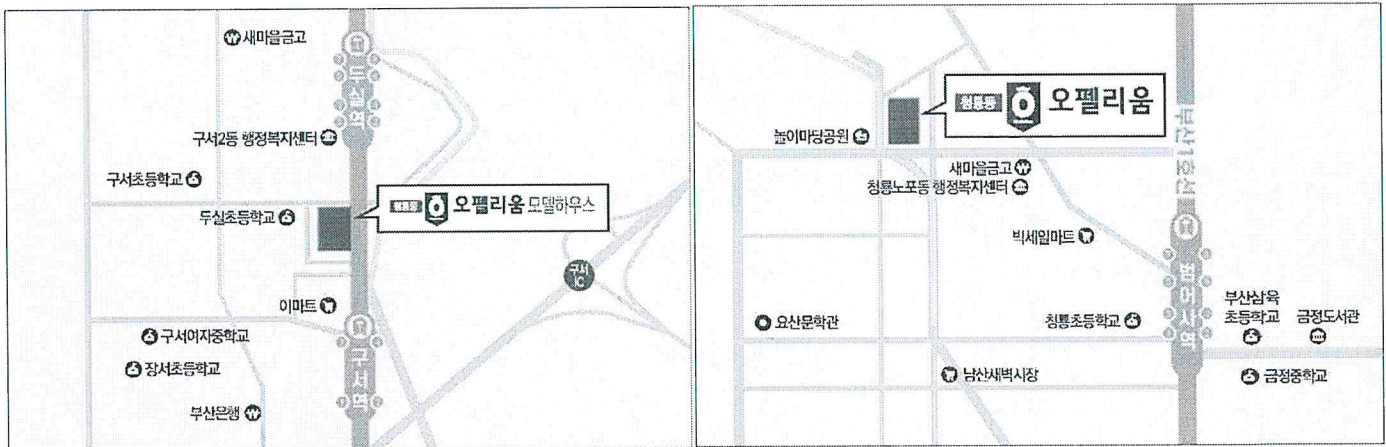 새마을금고
두실역
구서2동 행정복지센터
구서초등학교
두실초등학교
오펠리움 모델하우스
구서 IC
이마트
구서여자중학교
장서초등학교
구서역
부산은행
청룡동 오펠리움
부산1호선
놀이마당공원
새마을금고
청룡노포동 행정복지센터
빅세일마트
범어사역
요산문학관
청룡초등학교
부산삼육
초등학교
금정도서관
남산새벽시장
금정중학교